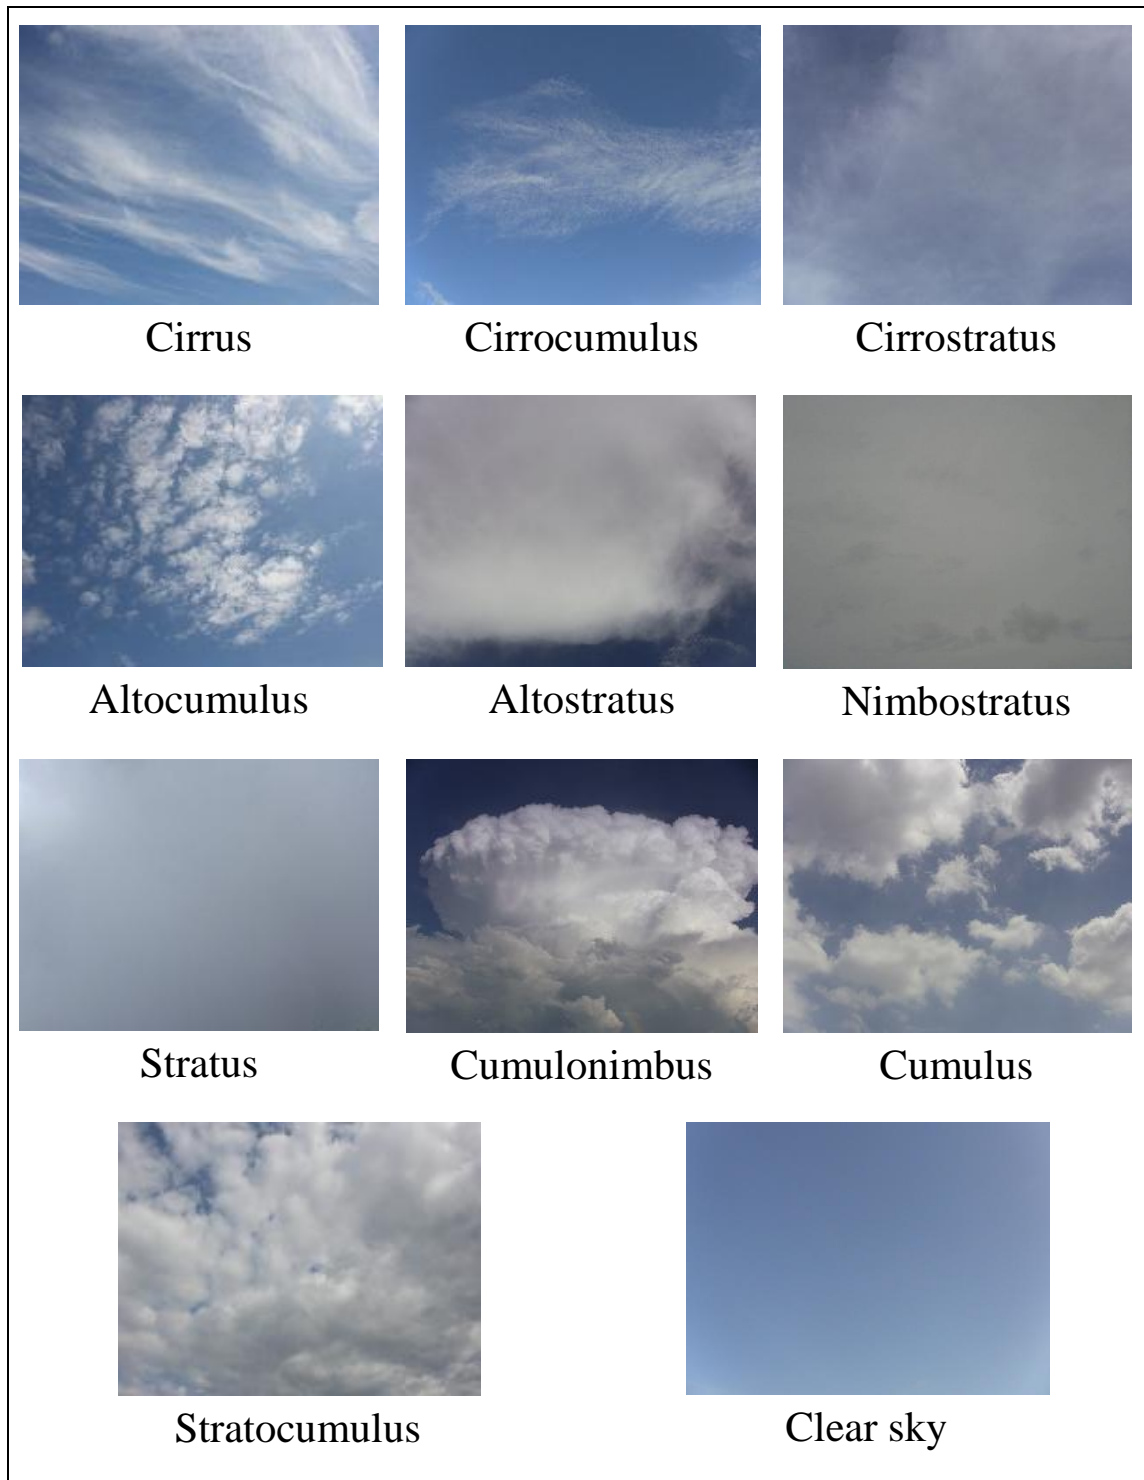 Cirrus
Cirrocumulus
Cirrostratus
Altocumulus
Altostratus
Nimbostratus
Stratus
Cumulonimbus
Cumulus
Stratocumulus
Clear sky